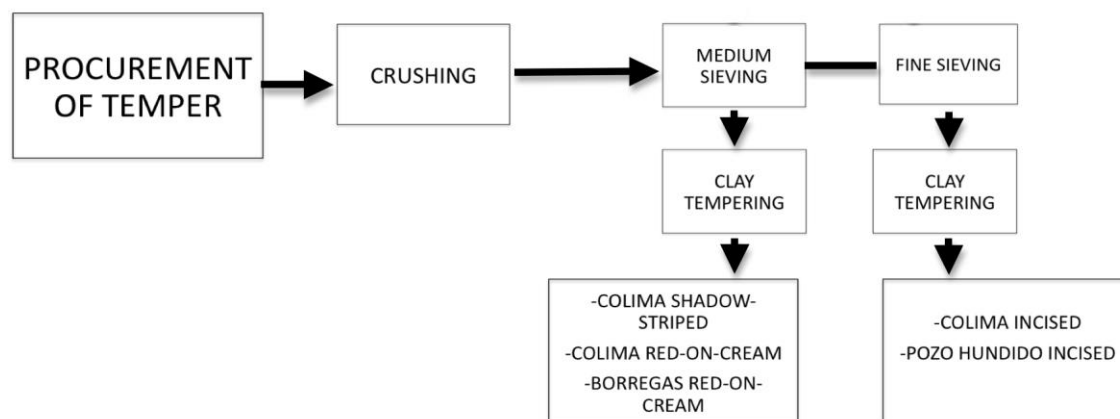 PROCUREMENT
OF TEMPER
CRUSHING
MEDIUM
SIEVING
FINE SIEVING
CLAY
TEMPERING
CLAY
TEMPERING
-COLIMA SHADOW-
STRIPED
-COLIMA RED-ON-CREAM
-BORREGAS RED-ON-
CREAM
-COLIMA INCISED
-POZO HUNDIDO INCISED